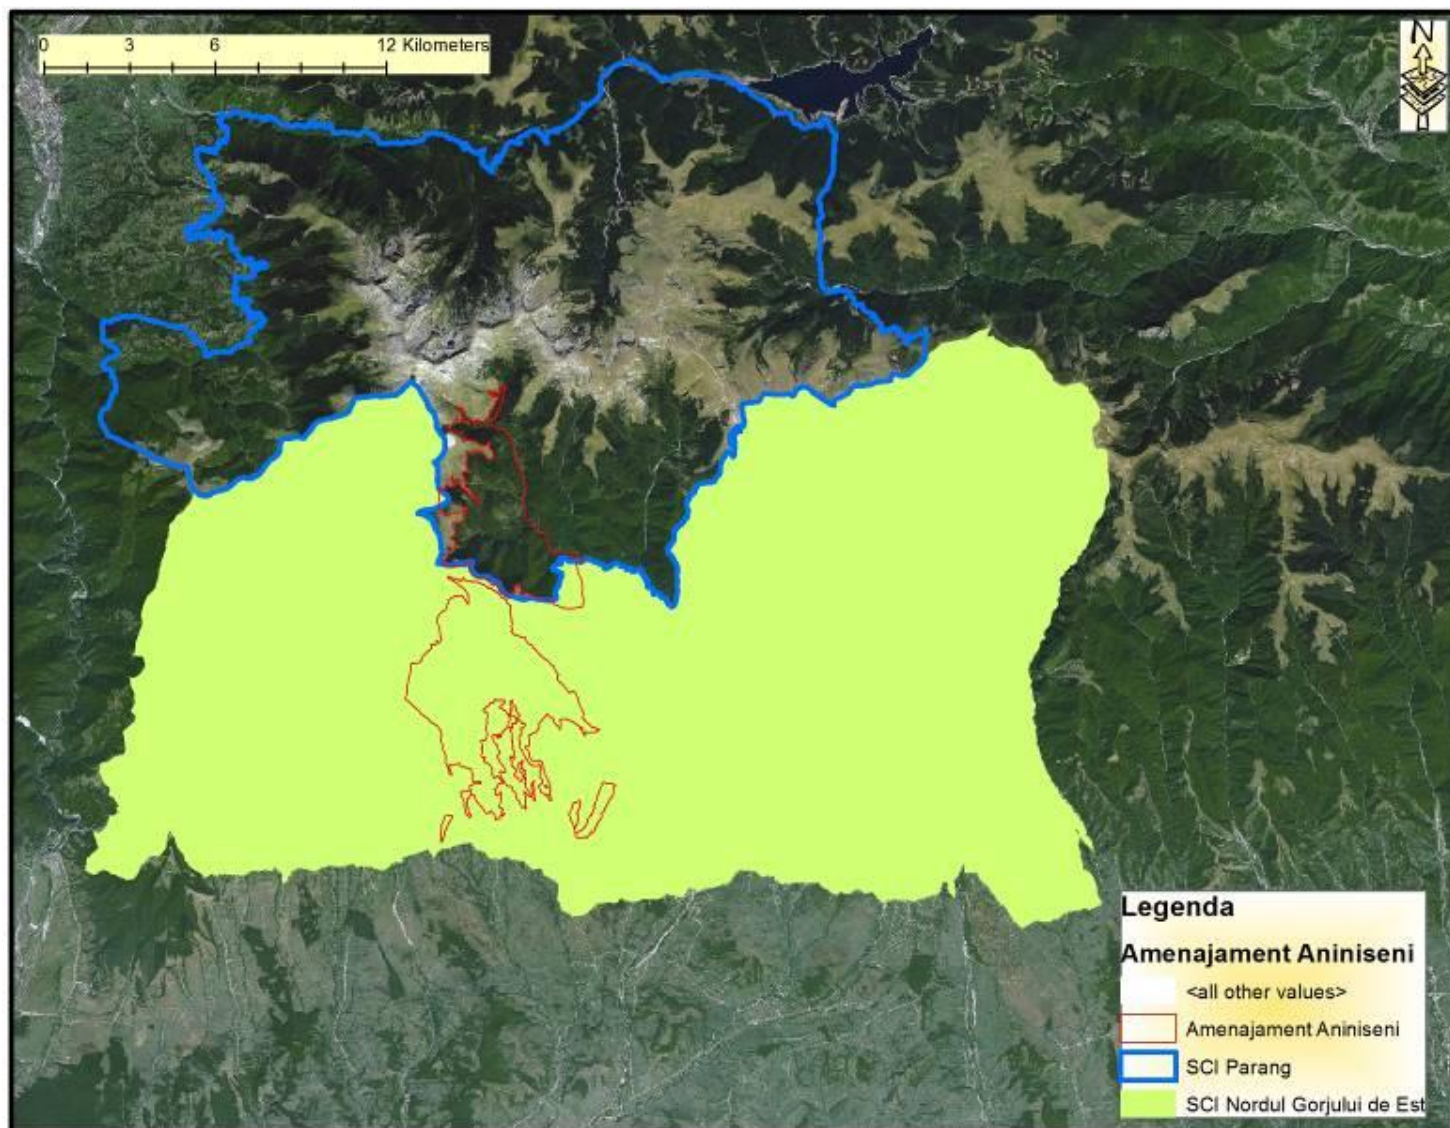 0 3 6 12 Kilometers
N
Legenda
Amenajament Aniniseni
<all other values>
Amenajament Aniniseni
SCI Parang
SCI Nordul Gorjului de Est